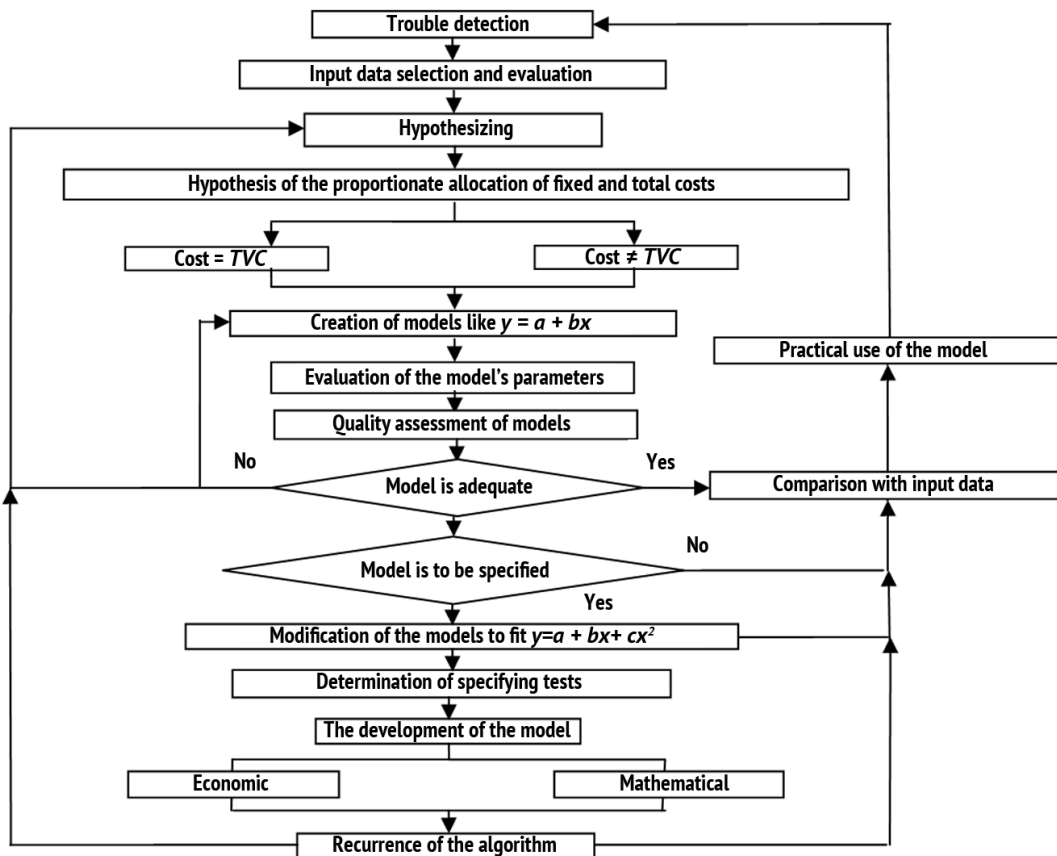 Trouble detection
Input data selection and evaluation
Hypothesizing
Hypothesis of the proportionate allocation of fixed and total costs
Cost = TVC
Cost ≠ TVC
Creation of models like y = a + bx
Practical use of the model
Evaluation of the model’s parameters
Quality assessment of models
No
Yes
Model is adequate
Comparison with input data
No
Model is to be specified
Yes
Modification of the models to fit y=a + bx+ cx²
Determination of specifying tests
The development of the model
Economic
Mathematical
Recurrence of the algorithm